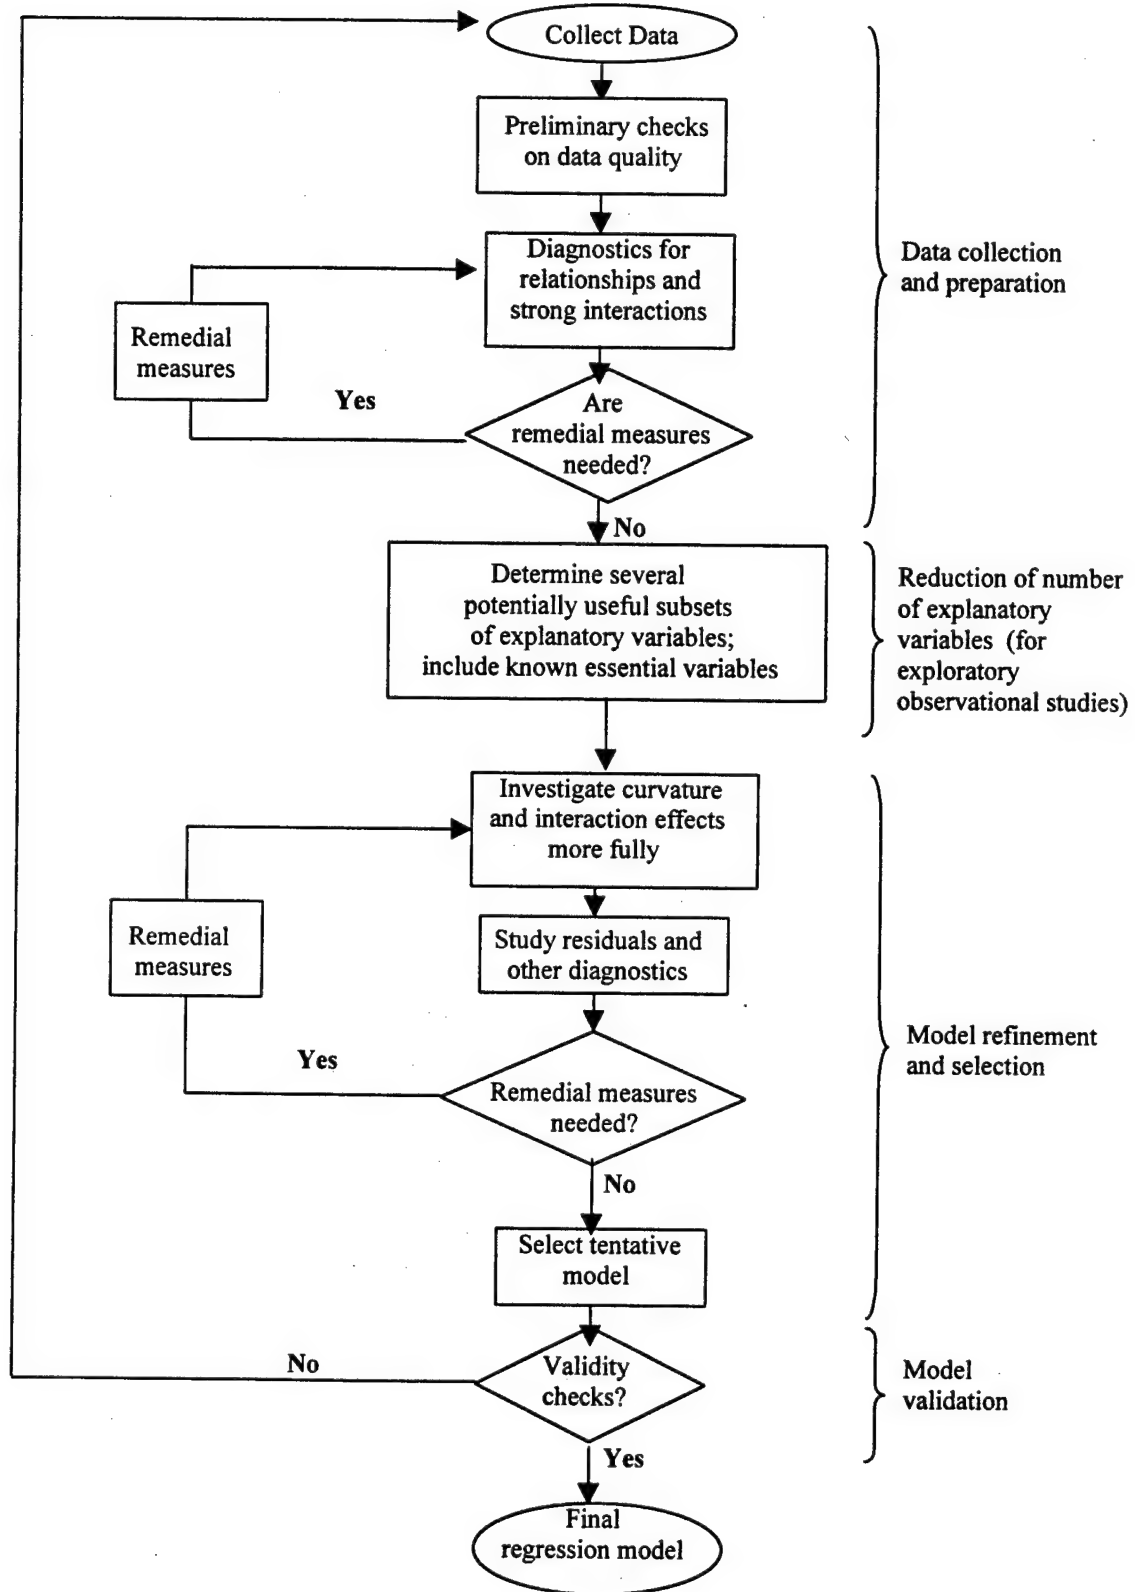 Collect Data
Preliminary checks
on data quality
Diagnostics for
relationships and
strong interactions
Data collection
and preparation
Remedial
measures
Yes
Are
remedial measures
needed?
No
Determine several
potentially useful subsets
of explanatory variables;
include known essential variables
Reduction of number
of explanatory
variables (for
exploratory
observational studies)
Investigate curvature
and interaction effects
more fully
Remedial
measures
Study residuals and
other diagnostics
Model refinement
and selection
Yes
Remedial measures
needed?
No
Select tentative
model
No
Validity
checks?
Model
validation
Yes
Final
regression model